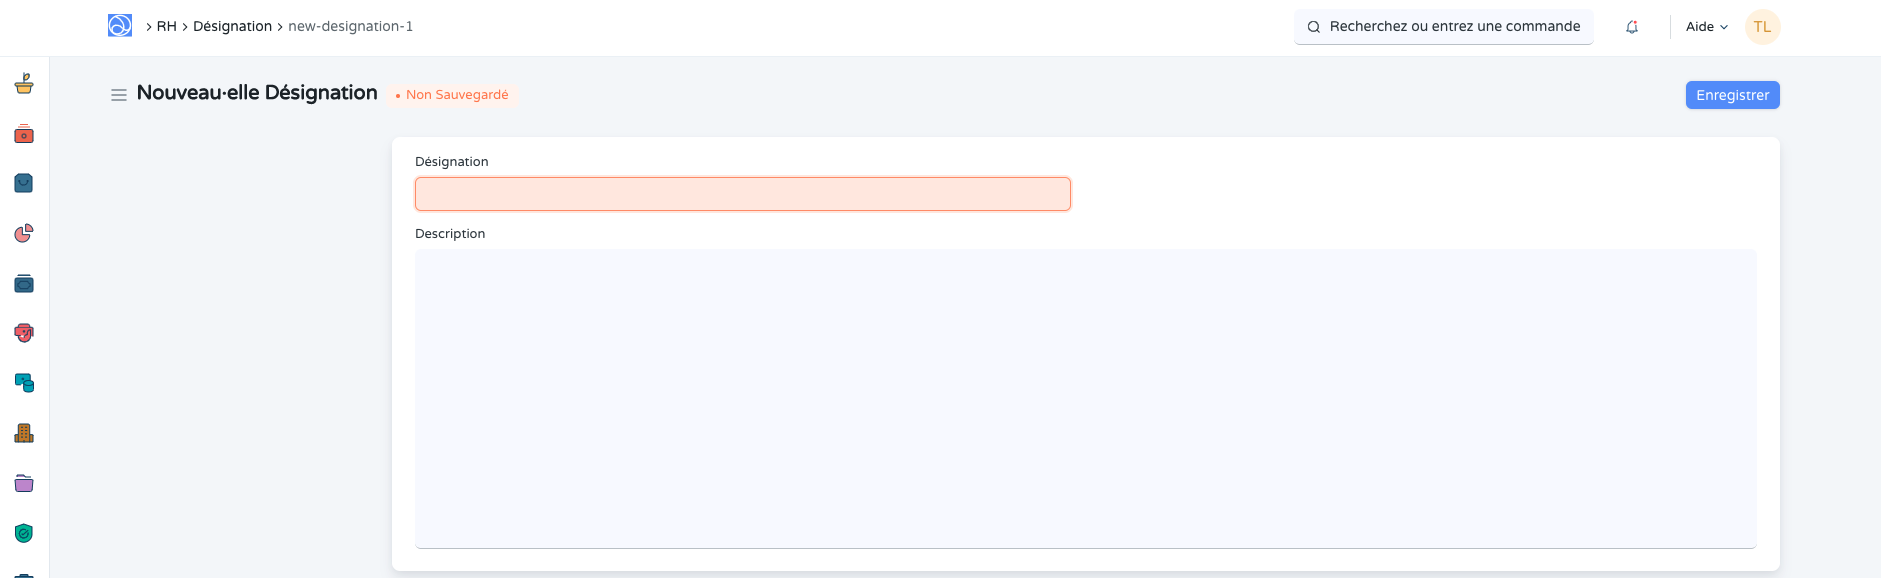 > RH > Désignation > new-designation-1
Recherchez ou entrez une commande
Aide
TL
Nouveau·elle Désignation
• Non Sauvegardé
Enregistrer
Désignation
Description